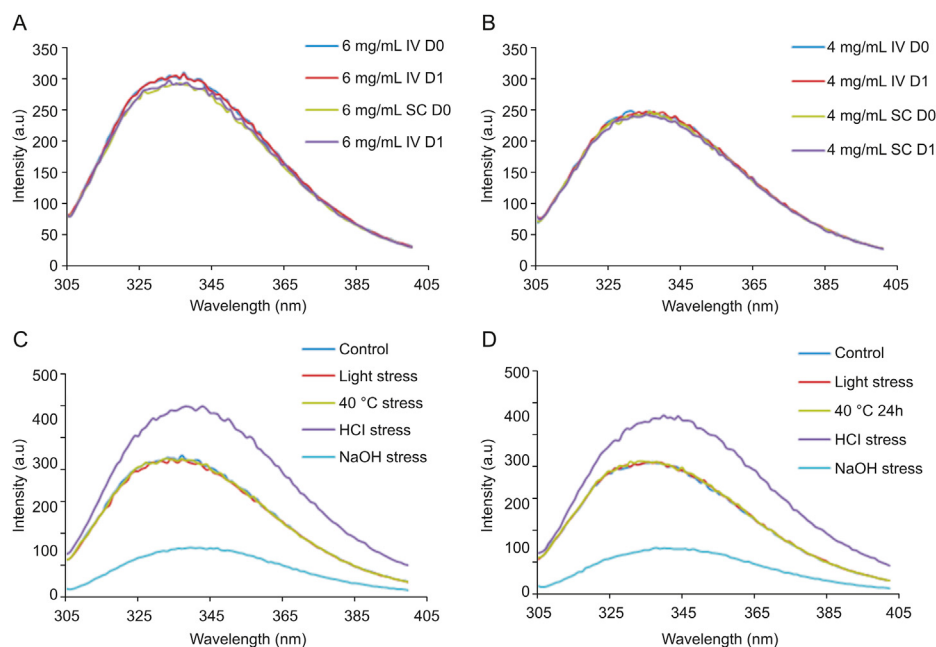 A
6 mg/mL IV D0
6 mg/mL IV D1
6 mg/mL SC D0
6 mg/mL IV D1
Intensity (a.u)
350
300
250
200
150
100
50
0
305 325 345 365 385 405
Wavelength (nm)
B
4 mg/mL IV D0
4 mg/mL IV D1
4 mg/mL SC D0
4 mg/mL SC D1
Intensity (a.u)
350
300
250
200
150
100
50
0
305 325 345 365 385 405
Wavelength (nm)
C
Control
Light stress
40 °C stress
HCl stress
NaOH stress
Intensity (a.u)
500
400
300
200
100
0
305 325 345 365 385 405
Wavelength (nm)
D
Control
Light stress
40 °C 24h
HCl stress
NaOH stress
Intensity (a.u)
500
400
300
200
100
0
305 325 345 365 385 405
Wavelength (nm)